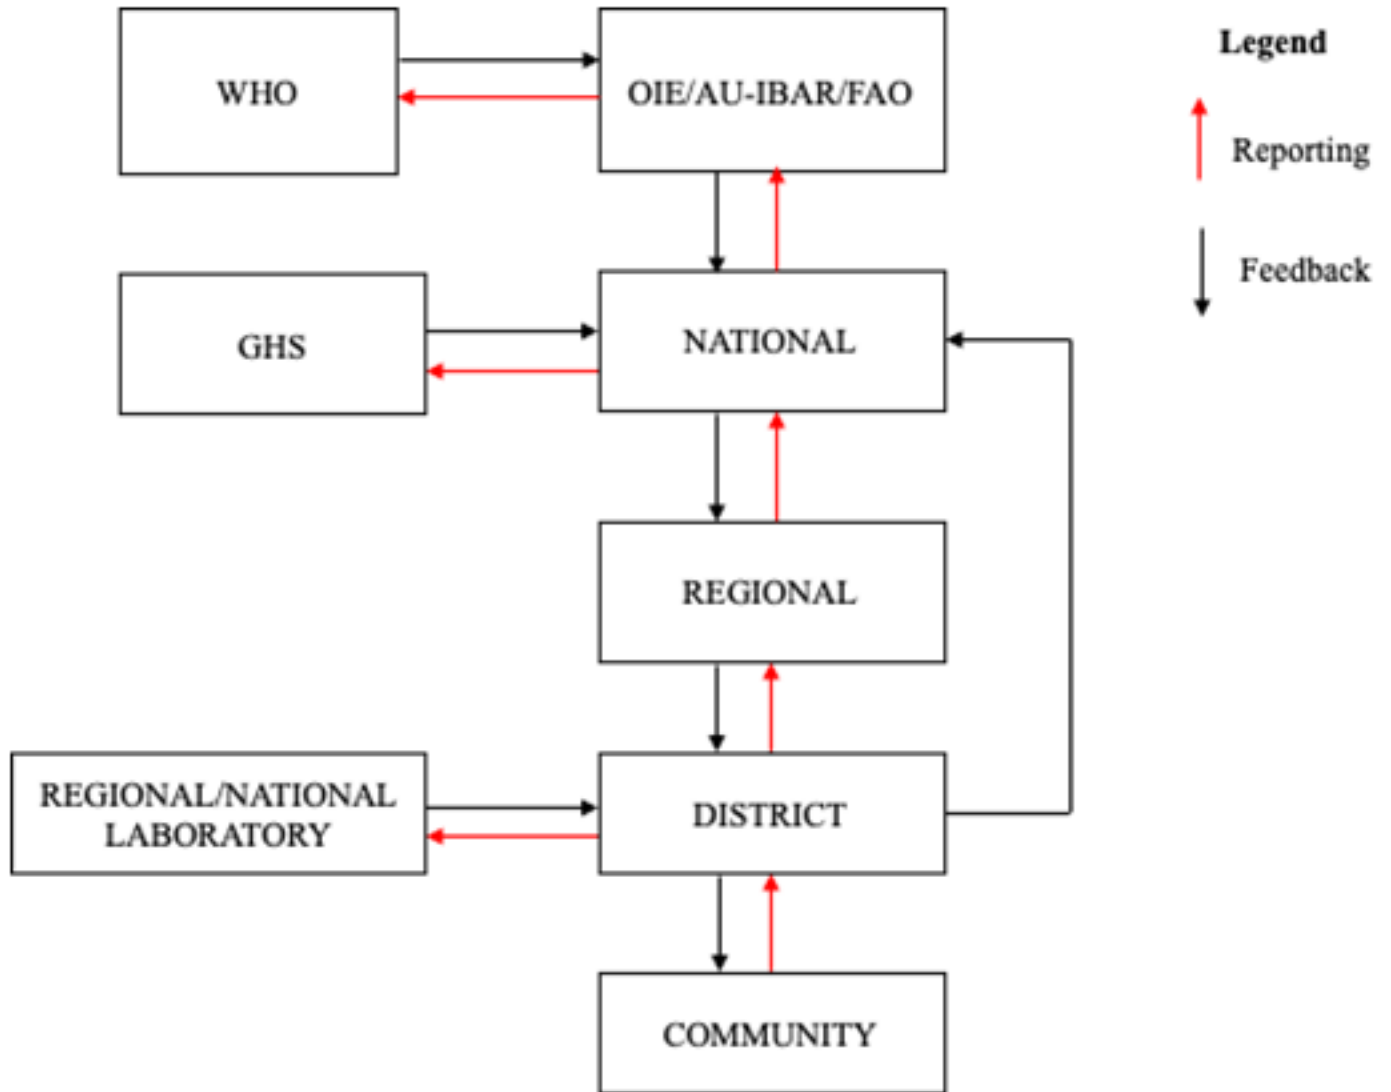 WHO
OIE/AU-IBAR/FAO
Legend
Reporting
Feedback
GHS
NATIONAL
REGIONAL
REGIONAL/NATIONAL
LABORATORY
DISTRICT
COMMUNITY